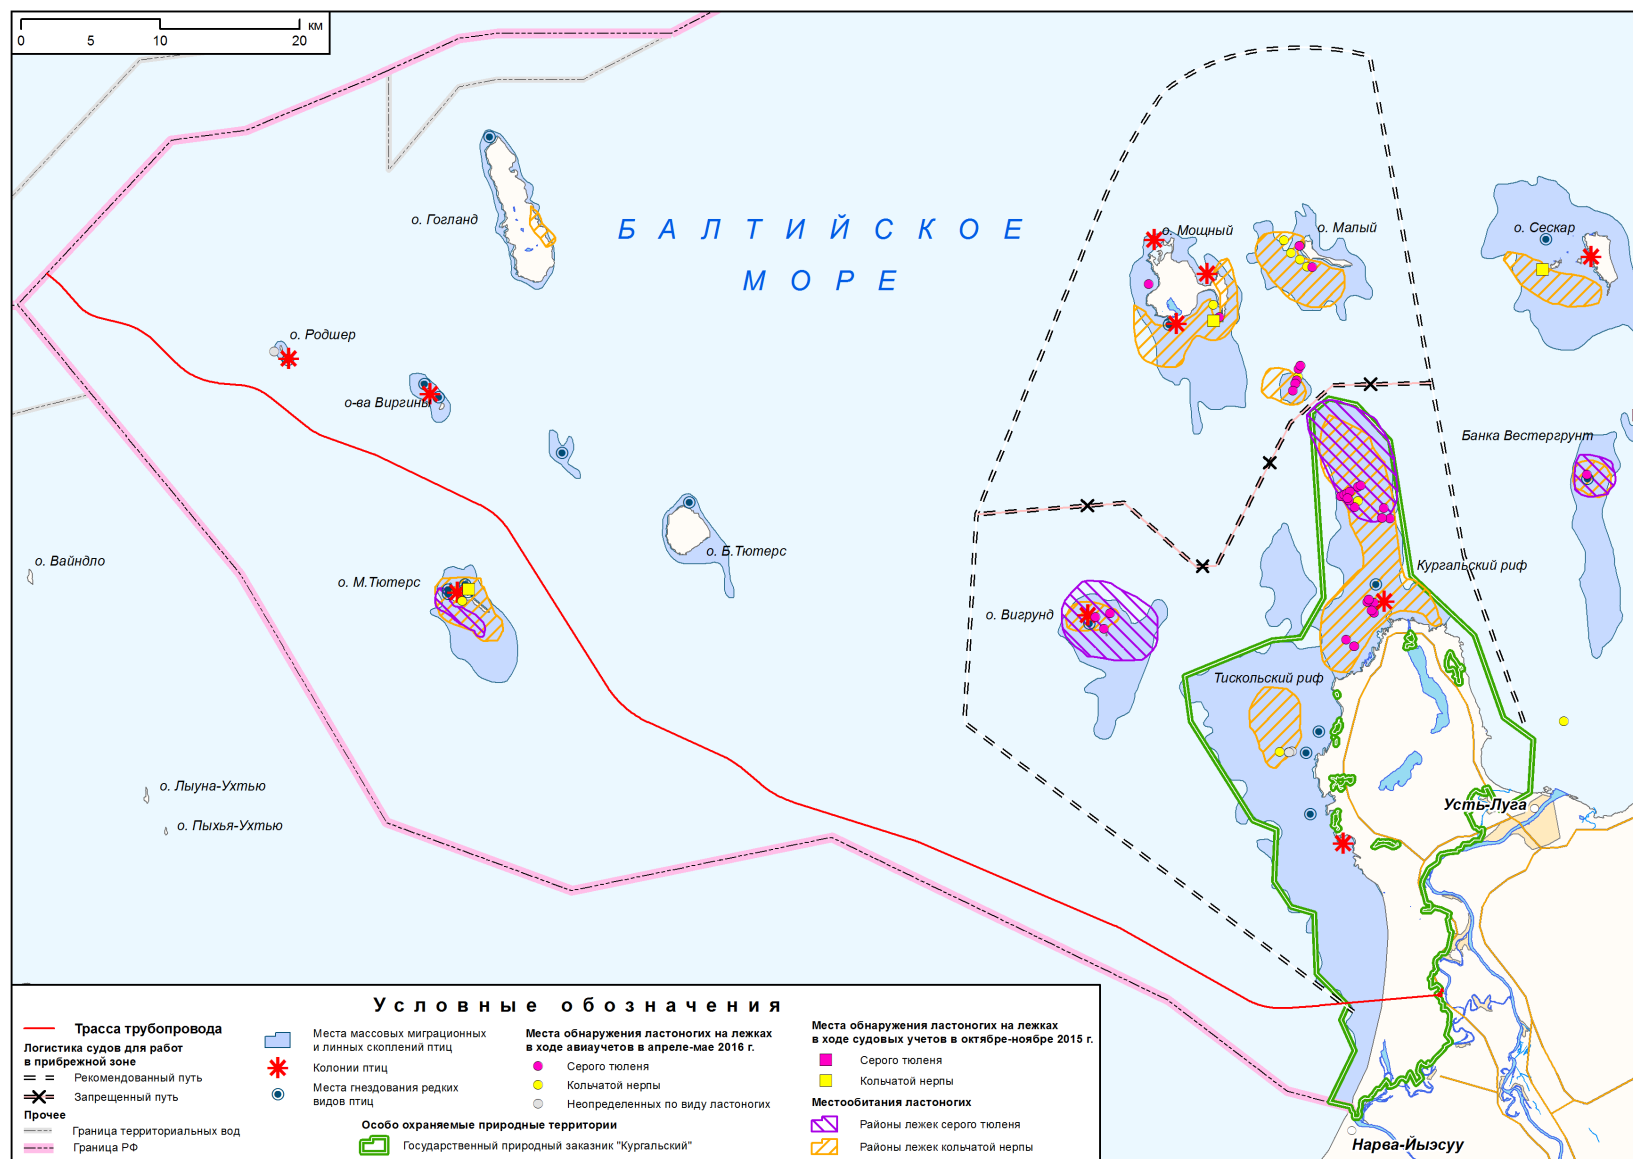 км
0 5 10 20
о. Гогланд
БАЛТИЙСКОЕ
МОРЕ
о. Мощный
о. Малый
о. Сескар
о. Родшер
о-ва Виргины
Банка Вестергрунт
о. Б.Тютерс
о. Вайндло
о. М.Тютерс
Кургальский риф
о. Вигрунд
Тискольский риф
о. Лыуна-Ухтью
о. Пыхья-Ухтью
Усть-Луга
Нарва-Йыэсуу
Условные обозначения
Трасса трубопровода
Логистика судов для работ
в прибрежной зоне
Рекомендованный путь
Запрещенный путь
Прочее
Граница территориальных вод
Граница РФ
Места массовых миграционных
и линных скоплений птиц
Колонии птиц
Места гнездования редких
видов птиц
Особо охраняемые природные территории
Государственный природный заказник "Кургальский"
Места обнаружения ластоногих на лежках
в ходе авиаучетов в апреле-мае 2016 г.
Серого тюленя
Кольчатой нерпы
Неопределенных по виду ластоногих
Места обнаружения ластоногих на лежках
в ходе судовых учетов в октябре-ноябре 2015 г.
Серого тюленя
Кольчатой нерпы
Местообитания ластоногих
Районы лежек серого тюленя
Районы лежек кольчатой нерпы